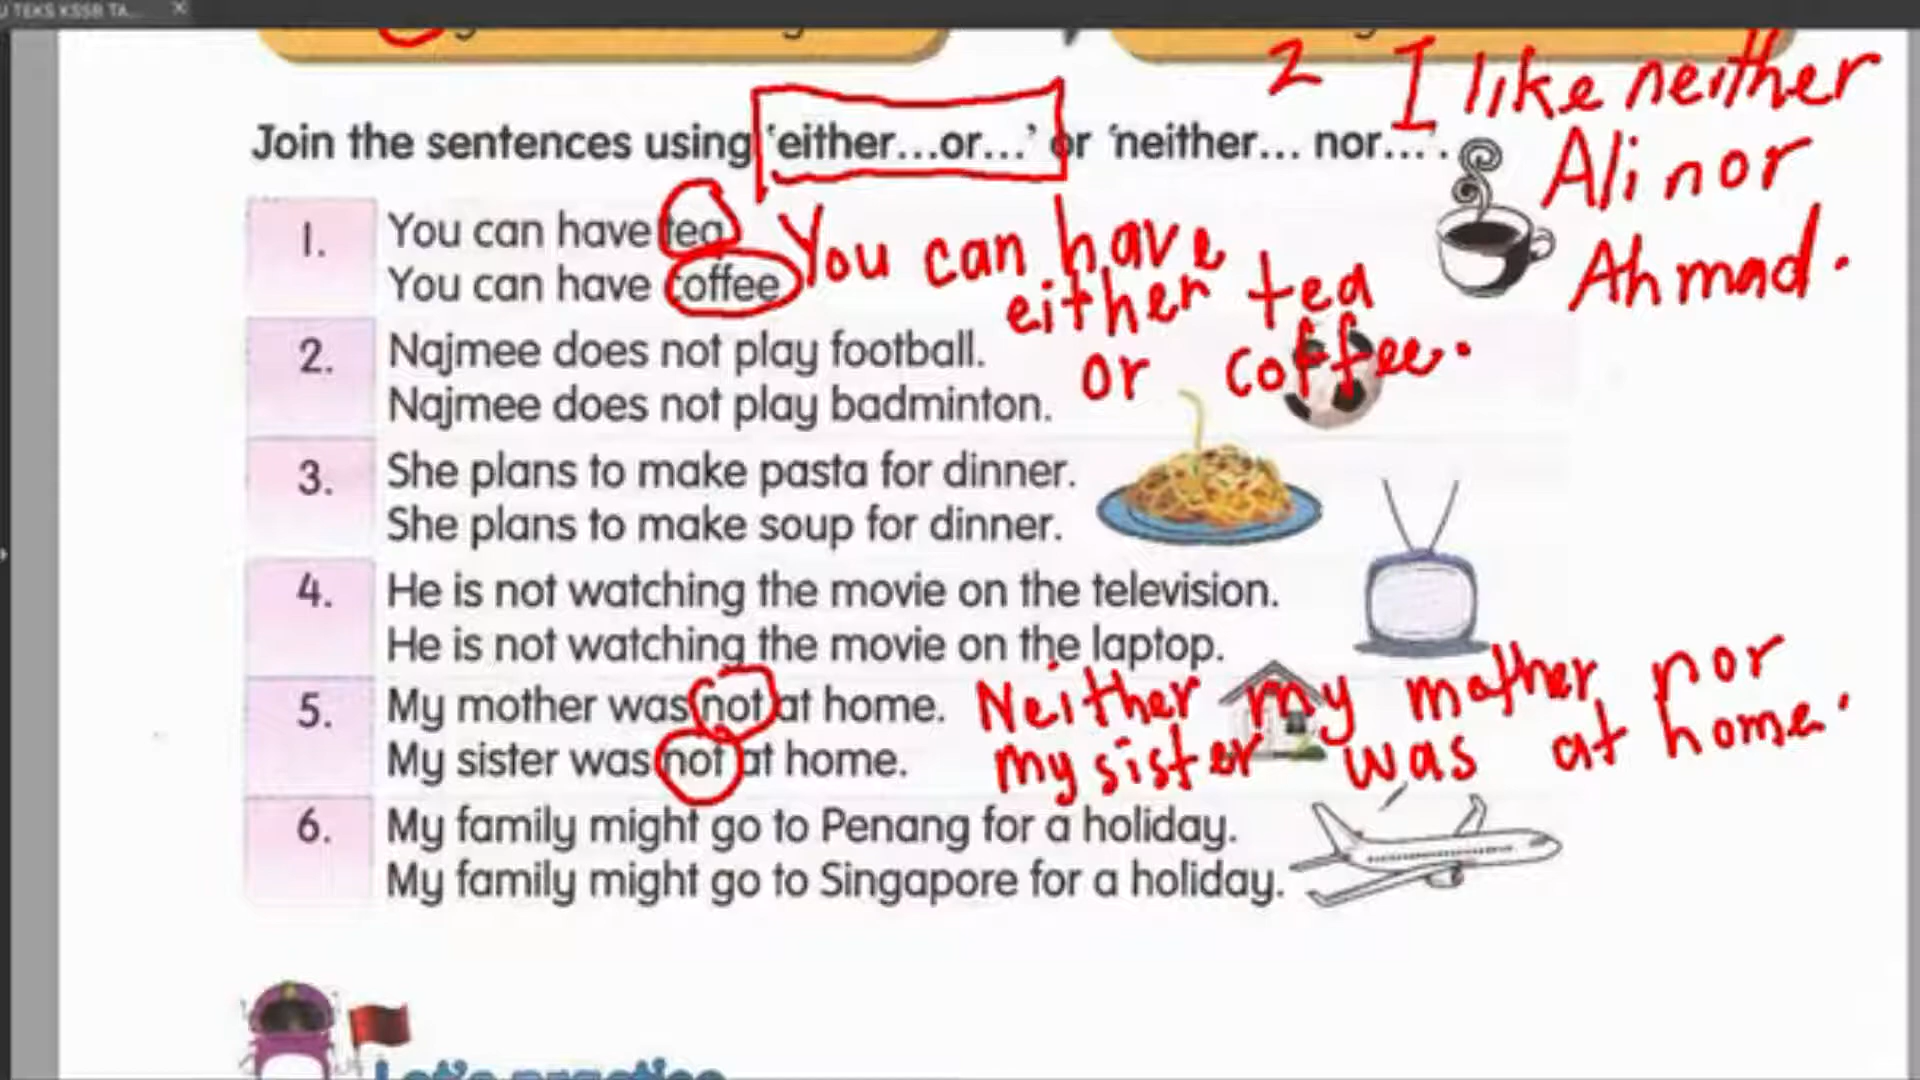 U TEKS KSSB TA...
2 I like neither
Join the sentences using 'either...or...' or 'neither... nor...'.
Ali nor
Ahmad.
1. You can have tea
You can have coffee
You can have
either tea
or coffee.
2. Najmee does not play football.
Najmee does not play badminton.
3. She plans to make pasta for dinner.
She plans to make soup for dinner.
4. He is not watching the movie on the television.
He is not watching the movie on the laptop.
5. My mother was not at home.
My sister was not at home.
Neither my mother nor
my sister was at home.
6. My family might go to Penang for a holiday.
My family might go to Singapore for a holiday.
Let's practise